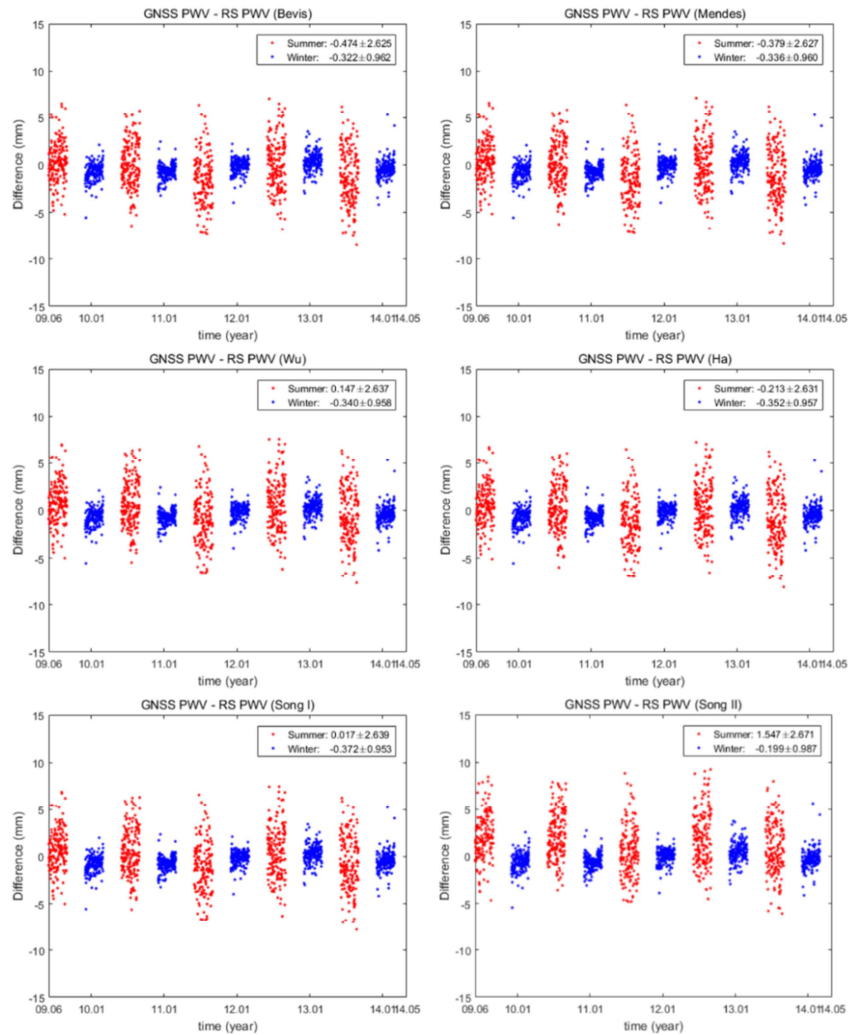 GNSS PWV - RS PWV (Bevis)
Summer: -0.474±2.625
Winter: -0.322±0.962
15
10
5
0
-5
-10
-15
Difference (mm)
09.06 10.01 11.01 12.01 13.01 14.01 14.05
time (year)
GNSS PWV - RS PWV (Mendes)
Summer: -0.379±2.627
Winter: -0.336±0.960
15
10
5
0
-5
-10
-15
Difference (mm)
09.06 10.01 11.01 12.01 13.01 14.01 14.05
time (year)
GNSS PWV - RS PWV (Wu)
Summer: 0.147±2.637
Winter: -0.340±0.958
15
10
5
0
-5
-10
-15
Difference (mm)
09.06 10.01 11.01 12.01 13.01 14.01 14.05
time (year)
GNSS PWV - RS PWV (Ha)
Summer: -0.213±2.631
Winter: -0.352±0.957
15
10
5
0
-5
-10
-15
Difference (mm)
09.06 10.01 11.01 12.01 13.01 14.01 14.05
time (year)
GNSS PWV - RS PWV (Song I)
Summer: 0.017±2.639
Winter: -0.372±0.953
15
10
5
0
-5
-10
-15
Difference (mm)
09.06 10.01 11.01 12.01 13.01 14.01 14.05
time (year)
GNSS PWV - RS PWV (Song II)
Summer: 1.547±2.671
Winter: -0.199±0.987
15
10
5
0
-5
-10
-15
Difference (mm)
09.06 10.01 11.01 12.01 13.01 14.01 14.05
time (year)